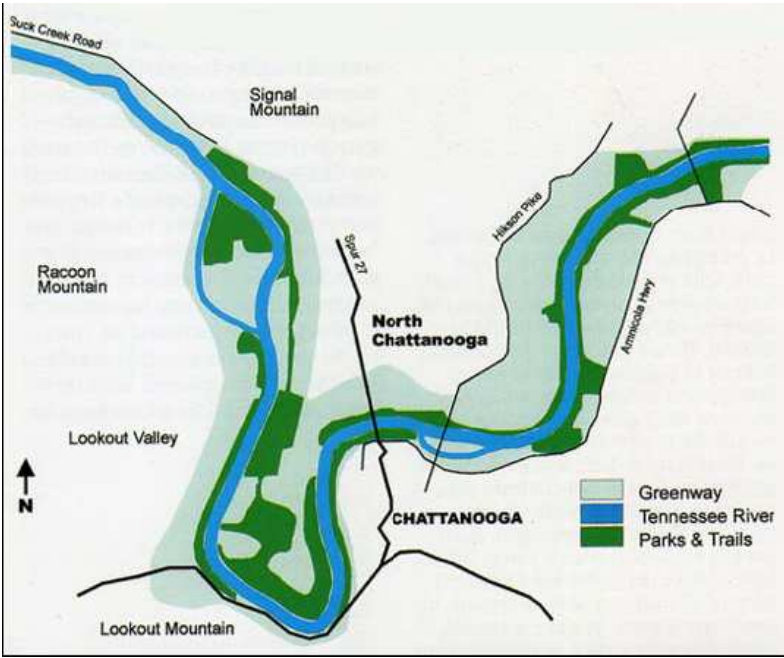 Suck Creek Road
Signal
Mountain
Hikson Pike
Spur 27
Racoon
Mountain
Amnicola Hwy
North
Chattanooga
Lookout Valley
N
Greenway
Tennessee River
Parks & Trails
CHATTANOOGA
Lookout Mountain